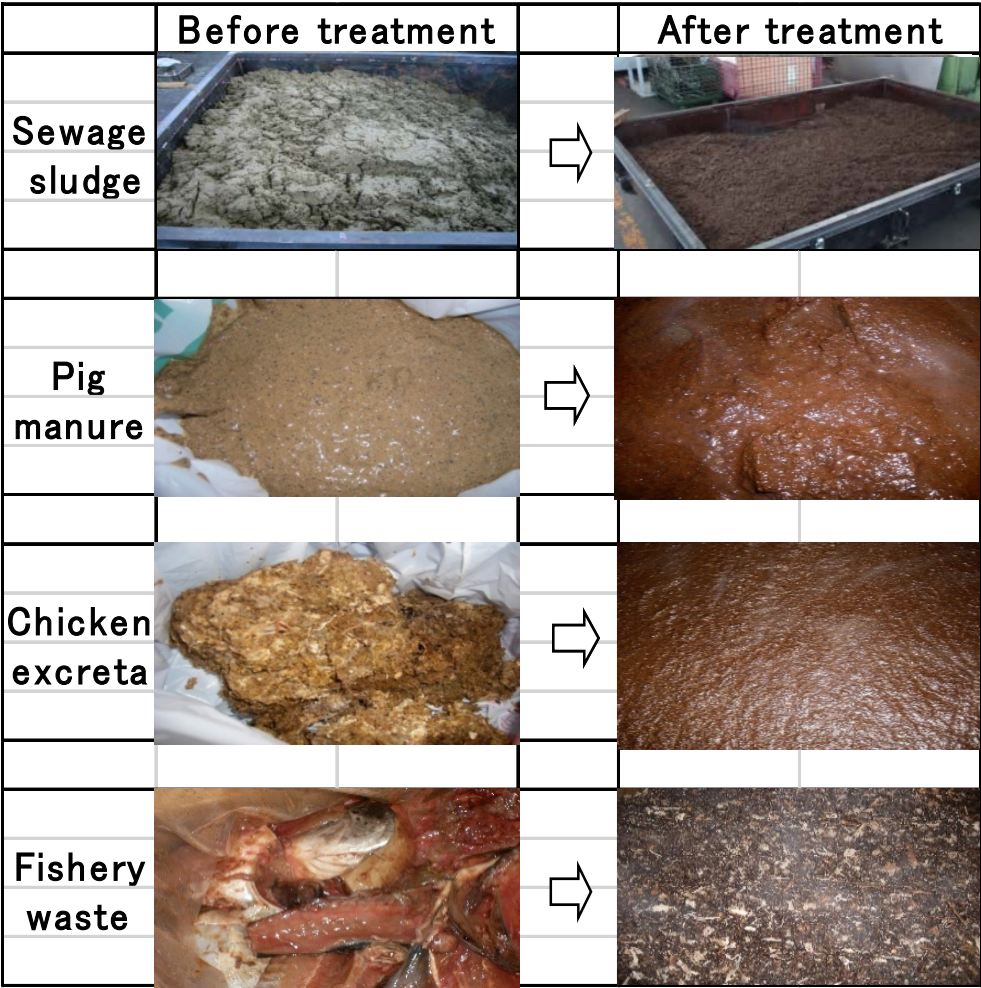 Before treatment
After treatment
Sewage
sludge
Pig
manure
Chicken
excreta
Fishery
waste